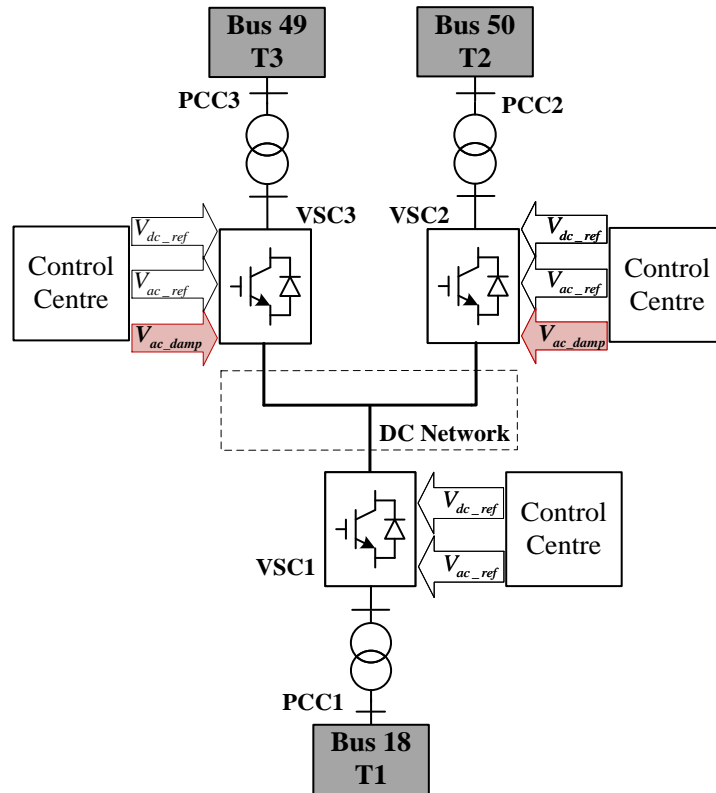 Bus 49
T3
Bus 50
T2
PCC3
PCC2
VSC3
VSC2
Control
Centre
V_dc_ref
V_ac_ref
V_ac_damp
V_dc_ref
V_ac_ref
V_ac_damp
Control
Centre
DC Network
VSC1
V_dc_ref
V_ac_ref
Control
Centre
PCC1
Bus 18
T1